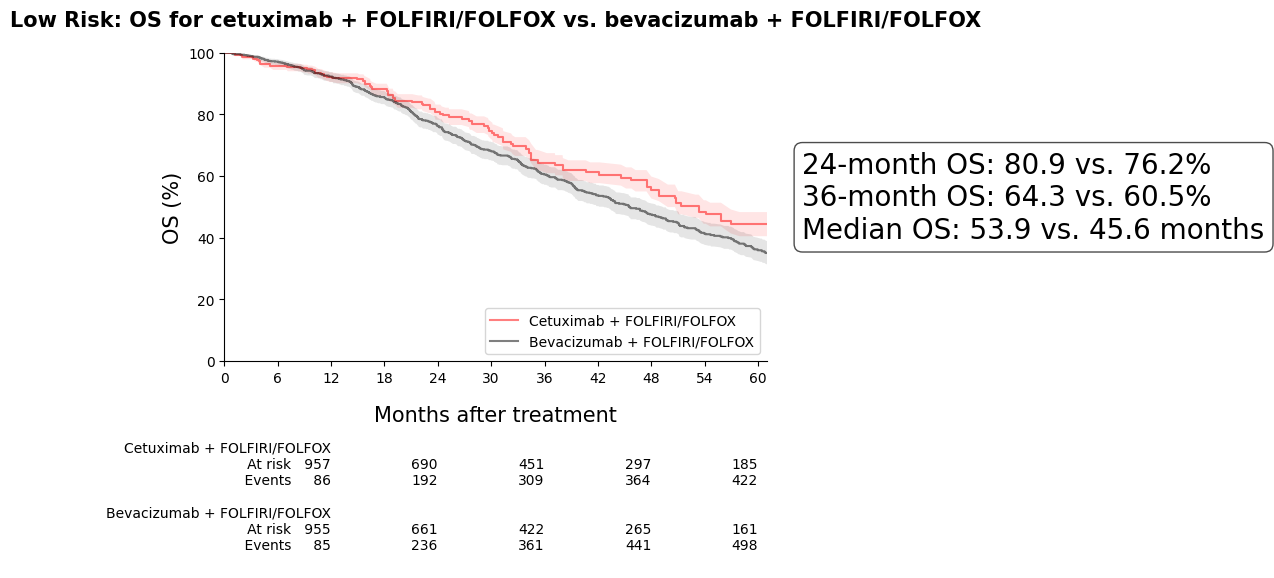 Low Risk: OS for cetuximab + FOLFIRI/FOLFOX vs. bevacizumab + FOLFIRI/FOLFOX
100
80
60
40
20
0
OS (%)
24-month OS: 80.9 vs. 76.2%
36-month OS: 64.3 vs. 60.5%
Median OS: 53.9 vs. 45.6 months
Cetuximab + FOLFIRI/FOLFOX
Bevacizumab + FOLFIRI/FOLFOX
0 6 12 18 24 30 36 42 48 54 60
Months after treatment
Cetuximab + FOLFIRI/FOLFOX
At risk 957 690 451 297 185
Events 86 192 309 364 422
Bevacizumab + FOLFIRI/FOLFOX
At risk 955 661 422 265 161
Events 85 236 361 441 498